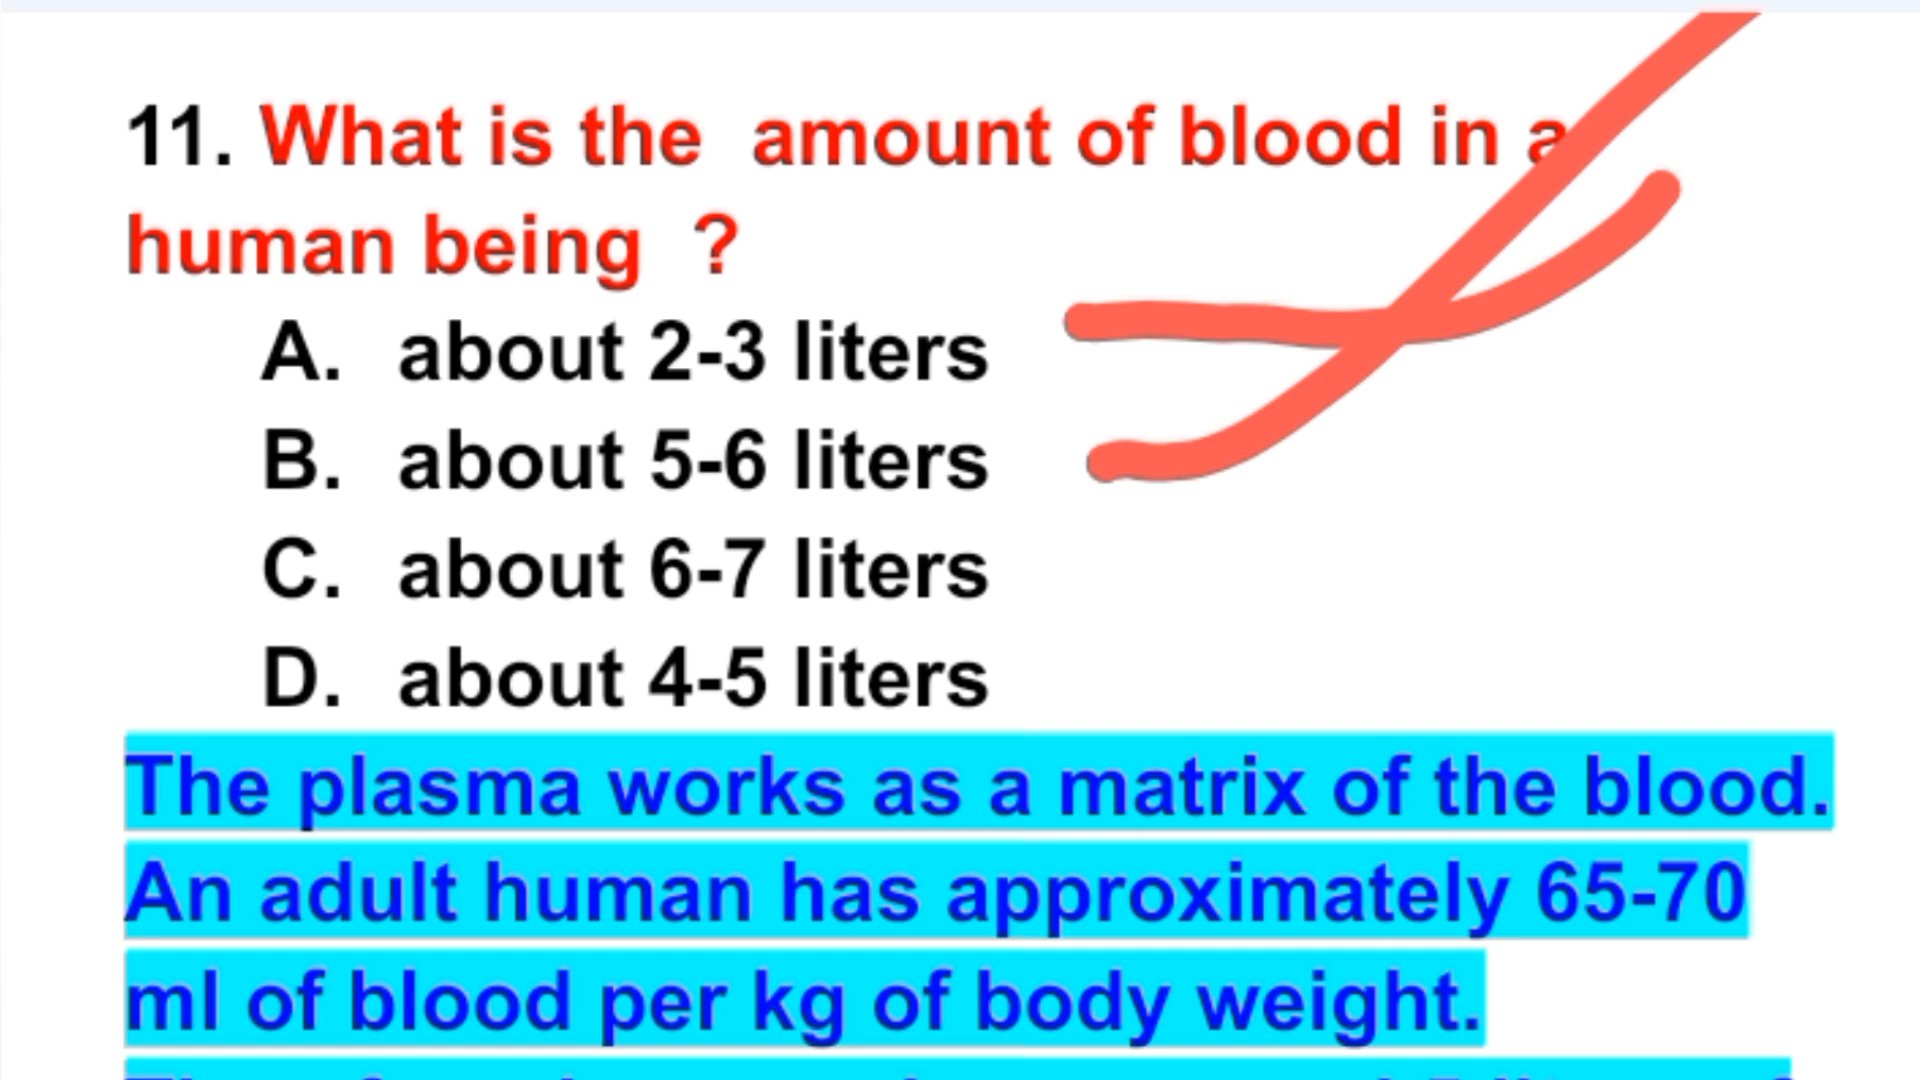 11. What is the  amount of blood in a
human being  ?
A. about 2-3 liters
B. about 5-6 liters
C. about 6-7 liters
D. about 4-5 liters
The plasma works as a matrix of the blood.
An adult human has approximately 65-70
ml of blood per kg of body weight.